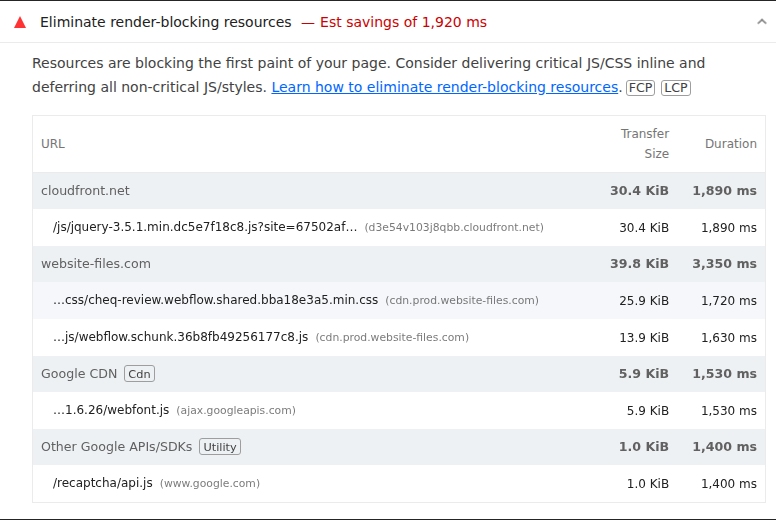 Eliminate render-blocking resources — Est savings of 1,920 ms
Resources are blocking the first paint of your page. Consider delivering critical JS/CSS inline and
deferring all non-critical JS/styles. Learn how to eliminate render-blocking resources. FCP LCP
URL Transfer Size Duration
cloudfront.net 30.4 KiB 1,890 ms
/js/jquery-3.5.1.min.dc5e7f18c8.js?site=67502af… (d3e54v103j8qbb.cloudfront.net) 30.4 KiB 1,890 ms
website-files.com 39.8 KiB 3,350 ms
…css/cheq-review.webflow.shared.bba18e3a5.min.css (cdn.prod.website-files.com) 25.9 KiB 1,720 ms
…js/webflow.schunk.36b8fb49256177c8.js (cdn.prod.website-files.com) 13.9 KiB 1,630 ms
Google CDN Cdn 5.9 KiB 1,530 ms
…1.6.26/webfont.js (ajax.googleapis.com) 5.9 KiB 1,530 ms
Other Google APIs/SDKs Utility 1.0 KiB 1,400 ms
/recaptcha/api.js (www.google.com) 1.0 KiB 1,400 ms